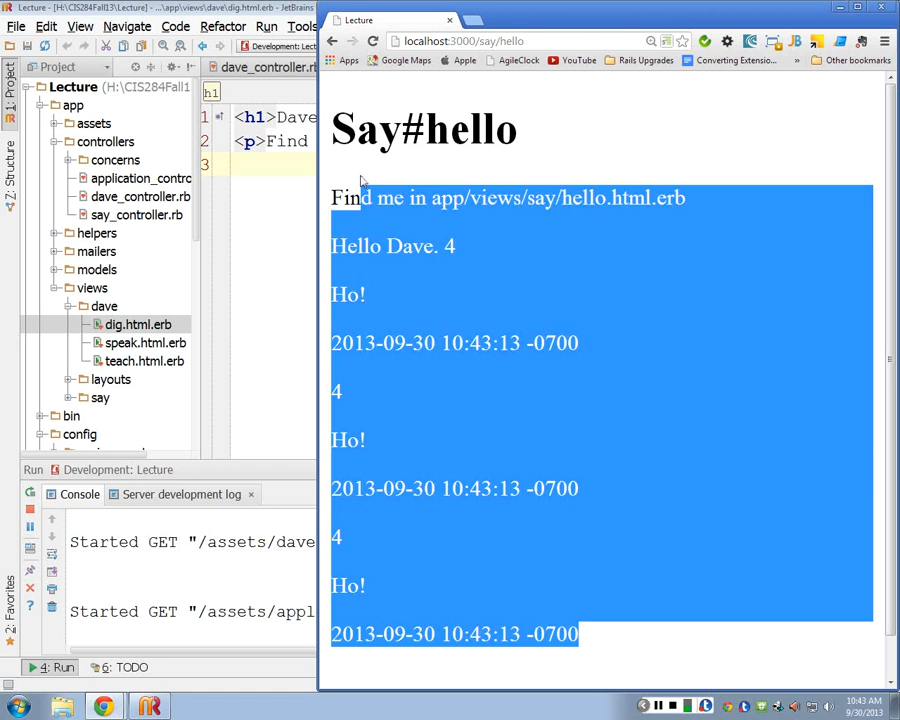 Lecture - [H:\CIS284Fall13\Lecture] - ...\app\views\dave\dig.html.erb - JetBrains
File Edit View Navigate Code Refactor Run Tools
Development: Lecture
1: Project
Z: Structure
2: Favorites
Project
dave_controller.rb
Lecture (H:\CIS284Fall1
app
assets
controllers
concerns
application_contro
dave_controller.rb
say_controller.rb
helpers
mailers
models
views
dave
dig.html.erb
speak.html.erb
teach.html.erb
layouts
say
bin
config
h1
1 <h1>Dave
2 <p>Find
3
Run Development: Lecture
Console Server development log
Started GET "/assets/dave
Started GET "/assets/appl
4: Run 6: TODO
Lecture
localhost:3000/say/hello
Apps Google Maps Apple AgileClock YouTube Rails Upgrades Converting Extension... Other bookmarks
Say#hello
Find me in app/views/say/hello.html.erb
Hello Dave. 4
Ho!
2013-09-30 10:43:13 -0700
4
Ho!
2013-09-30 10:43:13 -0700
4
Ho!
2013-09-30 10:43:13 -0700
10:43 AM
9/30/2013